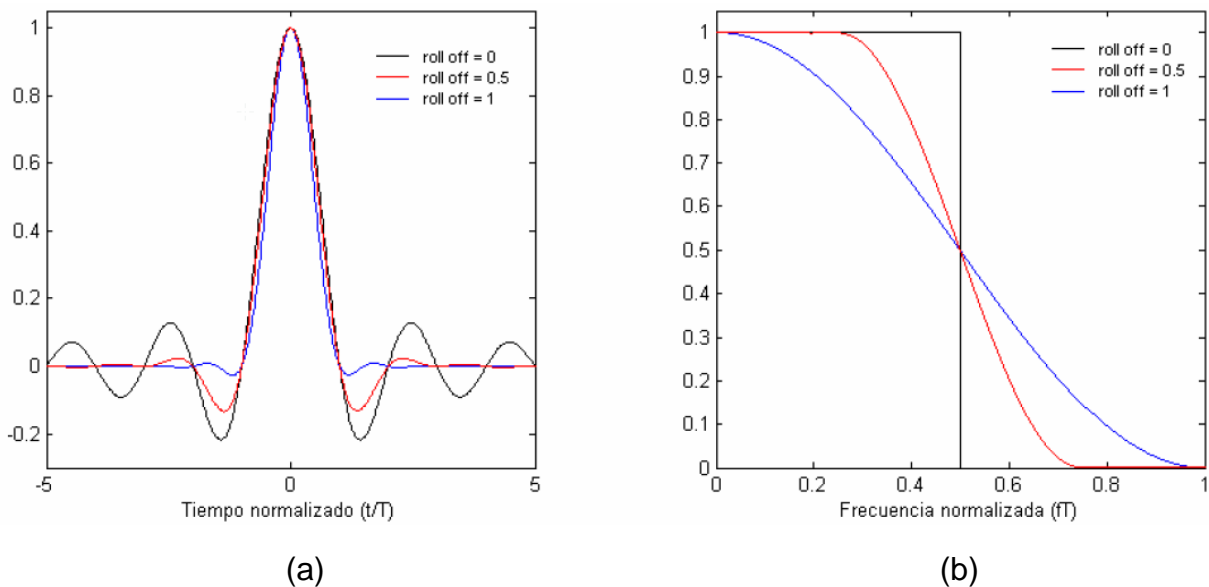 1
0.8
0.6
0.4
0.2
0
-0.2
-5
0
5
Tiempo normalizado (t/T)
roll off = 0
roll off = 0.5
roll off = 1
(a)
1
0.9
0.8
0.7
0.6
0.5
0.4
0.3
0.2
0.1
0
0
0.2
0.4
0.6
0.8
1
Frecuencia normalizada (fT)
roll off = 0
roll off = 0.5
roll off = 1
(b)